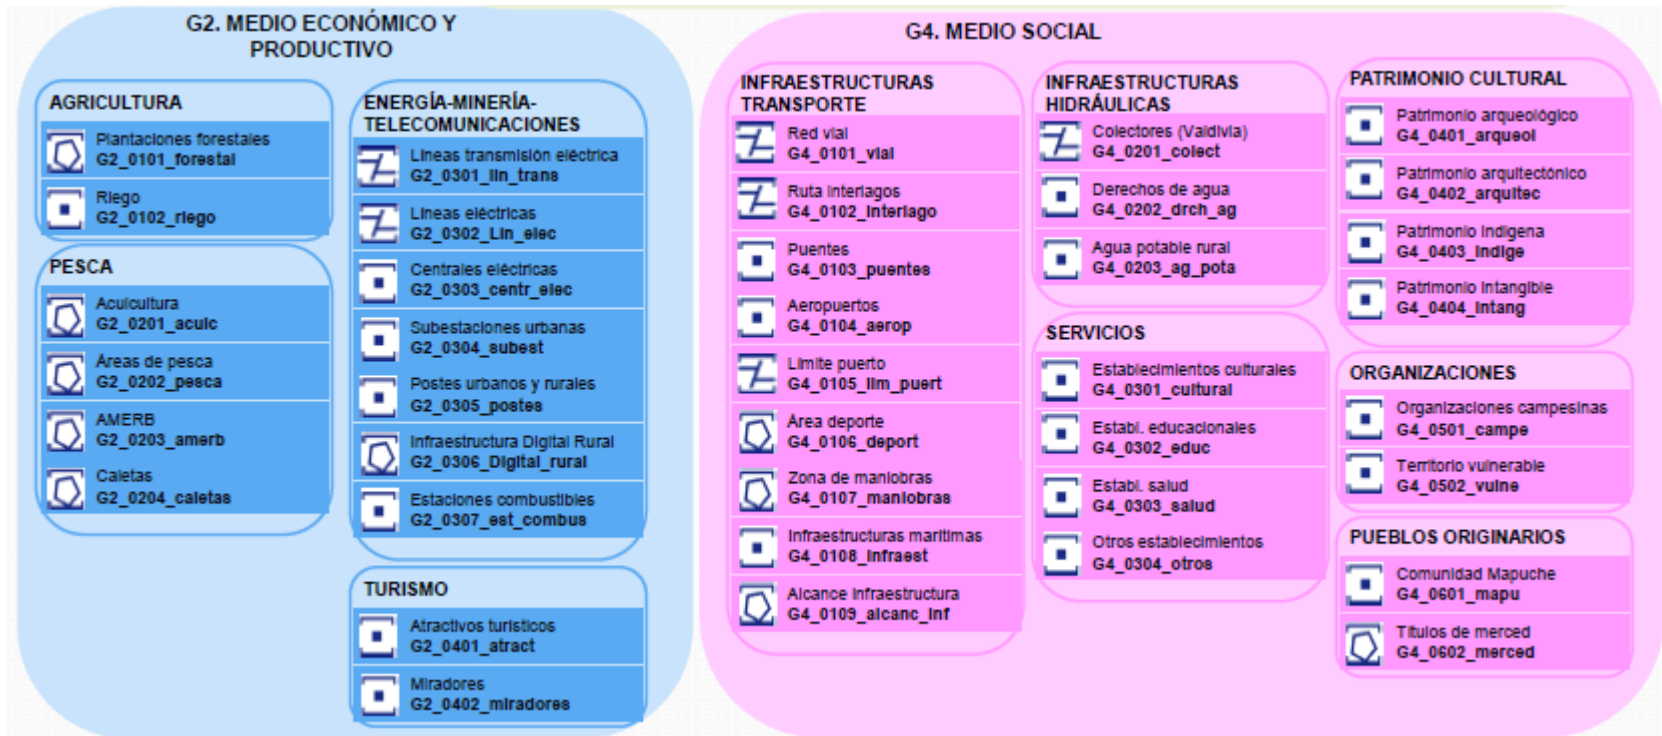 G2. MEDIO ECONÓMICO Y
PRODUCTIVO
AGRICULTURA
Plantaciones forestales
G2_0101_forestal
Riego
G2_0102_riego
PESCA
Acuicultura
G2_0201_acuic
Áreas de pesca
G2_0202_pesca
AMERB
G2_0203_amerb
Caletas
G2_0204_caletas
ENERGÍA-MINERÍA-
TELECOMUNICACIONES
Líneas transmisión eléctrica
G2_0301_lin_trans
Líneas eléctricas
G2_0302_Lin_elec
Centrales eléctricas
G2_0303_centr_elec
Subestaciones urbanas
G2_0304_subest
Postes urbanos y rurales
G2_0305_postes
Infraestructura Digital Rural
G2_0306_Digital_rural
Estaciones combustibles
G2_0307_est_combus
TURISMO
Atractivos turísticos
G2_0401_atract
Miradores
G2_0402_miradores
G4. MEDIO SOCIAL
INFRAESTRUCTURAS
TRANSPORTE
Red vial
G4_0101_vial
Ruta Interlagos
G4_0102_interlago
Puentes
G4_0103_puentes
Aeropuertos
G4_0104_aerop
Límite puerto
G4_0105_lim_puert
Área deporte
G4_0106_deport
Zona de maniobras
G4_0107_maniobras
Infraestructuras marítimas
G4_0108_infraest
Alcance infraestructura
G4_0109_alcanc_inf
INFRAESTRUCTURAS
HIDRÁULICAS
Colectores (Valdivia)
G4_0201_colect
Derechos de agua
G4_0202_drch_ag
Agua potable rural
G4_0203_ag_pota
SERVICIOS
Establecimientos culturales
G4_0301_cultural
Establ. educacionales
G4_0302_educ
Establ. salud
G4_0303_salud
Otros establecimientos
G4_0304_otros
PATRIMONIO CULTURAL
Patrimonio arqueológico
G4_0401_arqueol
Patrimonio arquitectónico
G4_0402_arquitec
Patrimonio indígena
G4_0403_indige
Patrimonio intangible
G4_0404_intang
ORGANIZACIONES
Organizaciones campesinas
G4_0501_campe
Territorio vulnerable
G4_0502_vulne
PUEBLOS ORIGINARIOS
Comunidad Mapuche
G4_0601_mapu
Títulos de merced
G4_0602_merced